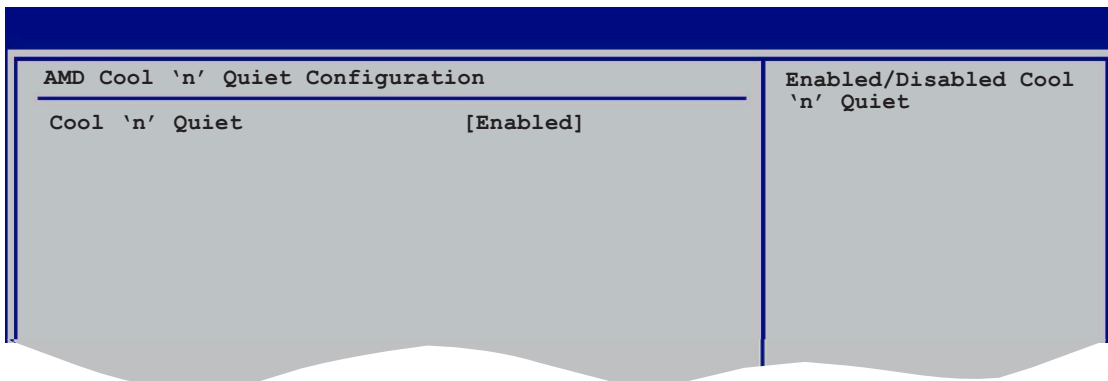 AMD Cool ‘n’ Quiet Configuration
Cool ‘n’ Quiet [Enabled]
Enabled/Disabled Cool
‘n’ Quiet